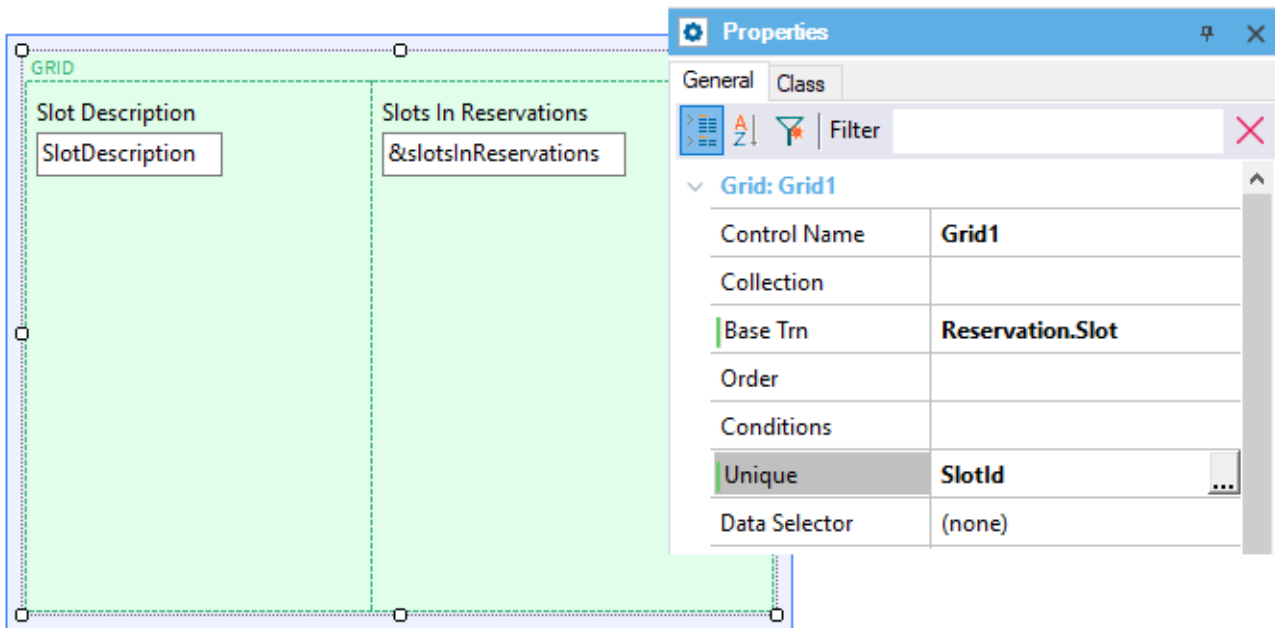 GRID
Slot Description
SlotDescription
Slots In Reservations
&slotsInReservations
Properties
General Class
A
Z
Filter
Grid: Grid1
Control Name Grid1
Collection
Base Trn Reservation.Slot
Order
Conditions
Unique SlotId ...
Data Selector (none)